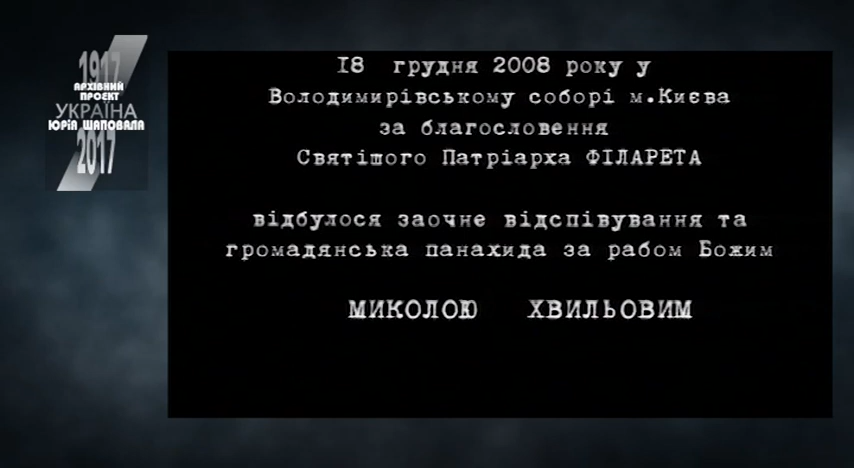 1917
АРХІВНИЙ
ПРОЕКТ
УКРАЇНА
ЮРІЯ ШАПОВАЛА
2017
18 грудня 2008 року у
Володимирівському соборі м.Києва
за благословення
Святішого Патріарха ФІЛАРЕТА
відбулося заочне відспівування та
громадянська панахида за рабом Божим
МИКОЛОЮ ХВИЛЬОВИМ